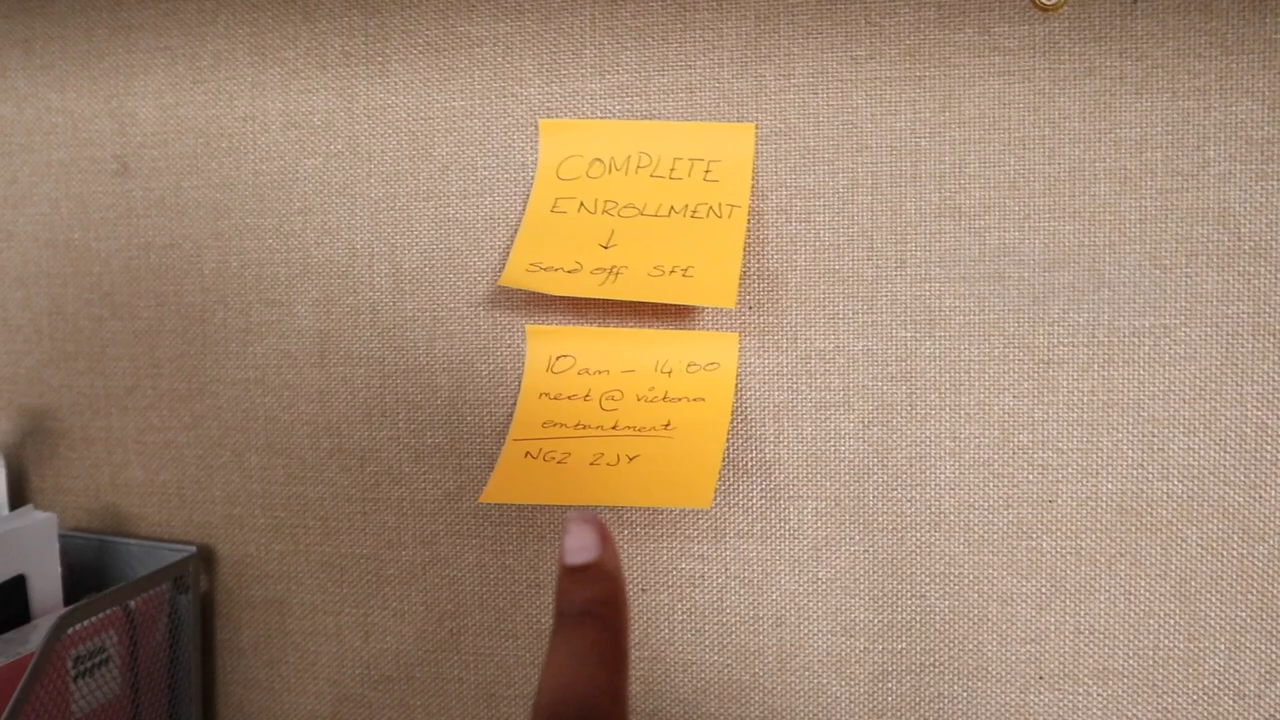 COMPLETE
ENROLLMENT
↓
Send off SFE
10am - 14:00
meet @ victoria
embankment
NG2 2JY